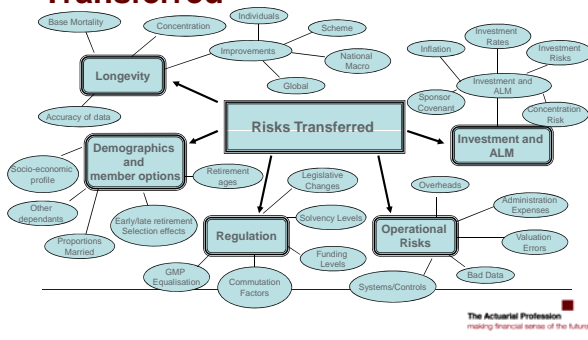 Transferred
Base Mortality
Concentration
Individuals
Scheme
Improvements
National
Macro
Global
Longevity
Accuracy of data
Investment
Rates
Inflation
Investment
Risks
Investment and
ALM
Sponsor
Covenant
Concentration
Risk
Investment and
ALM
Risks Transferred
Demographics
and
member options
Socio-economic
profile
Retirement
ages
Other
dependants
Proportions
Married
Early/late retirement
Selection effects
Legislative
Changes
Solvency Levels
Regulation
Funding
Levels
GMP
Equalisation
Commutation
Factors
Overheads
Administration
Expenses
Operational
Risks
Valuation
Errors
Bad Data
Systems/Controls
The Actuarial Profession
making financial sense of the future